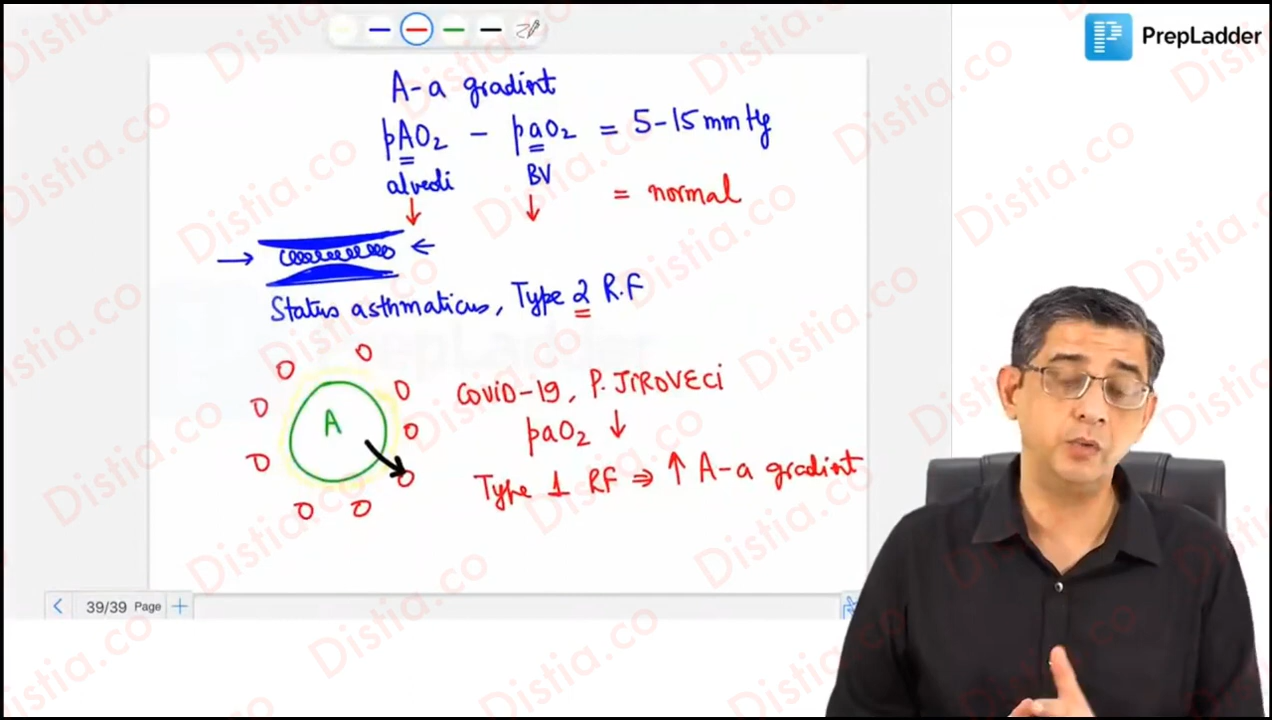 PrepLadder
A-a gradient
pAO2 - paO2 = 5-15 mm Hg
alveoli BV
↓ ↓ = normal
→ ←
Status asthmaticus, Type 2 R.F
A
COVID-19, P. JIROVECI
paO2 ↓
Type 1 RF ⇒ ↑ A-a gradient
39/39 Page +
PrepLadder
Distia.co